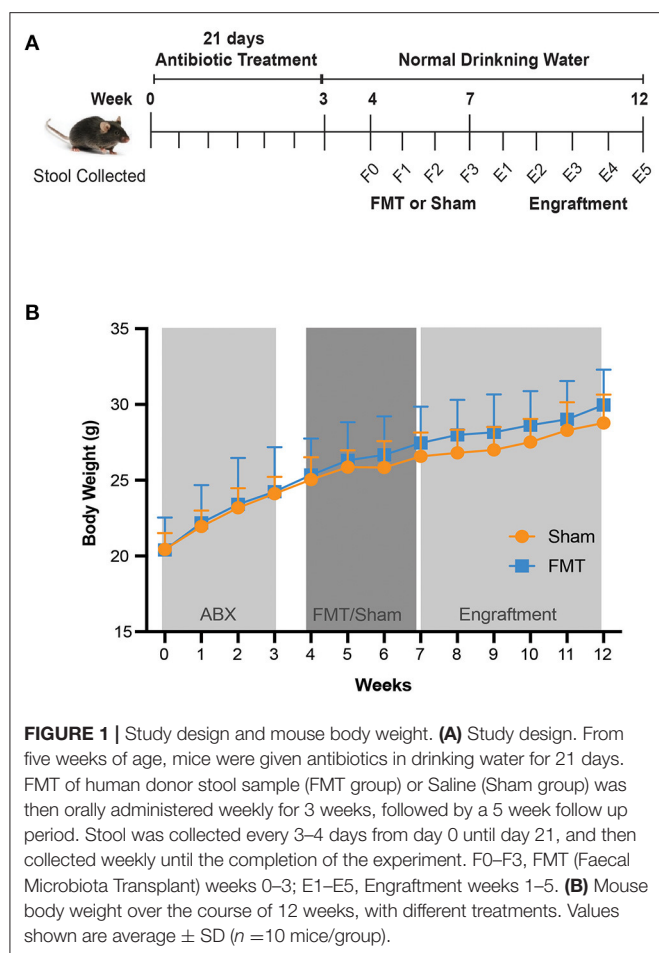 A
21 days
Antibiotic Treatment
Normal Drinkning Water
Week 0 3 4 7 12
Stool Collected
F0 F1 F2 F3 E1 E2 E3 E4 E5
FMT or Sham Engraftment
B
35
30
25
20
15
Body Weight (g)
Sham
FMT
ABX FMT/Sham Engraftment
0 1 2 3 4 5 6 7 8 9 10 11 12
Weeks
FIGURE 1 | Study design and mouse body weight. (A) Study design. From
five weeks of age, mice were given antibiotics in drinking water for 21 days.
FMT of human donor stool sample (FMT group) or Saline (Sham group) was
then orally administered weekly for 3 weeks, followed by a 5 week follow up
period. Stool was collected every 3–4 days from day 0 until day 21, and then
collected weekly until the completion of the experiment. F0–F3, FMT (Faecal
Microbiota Transplant) weeks 0–3; E1–E5, Engraftment weeks 1–5. (B) Mouse
body weight over the course of 12 weeks, with different treatments. Values
shown are average ± SD (n =10 mice/group).